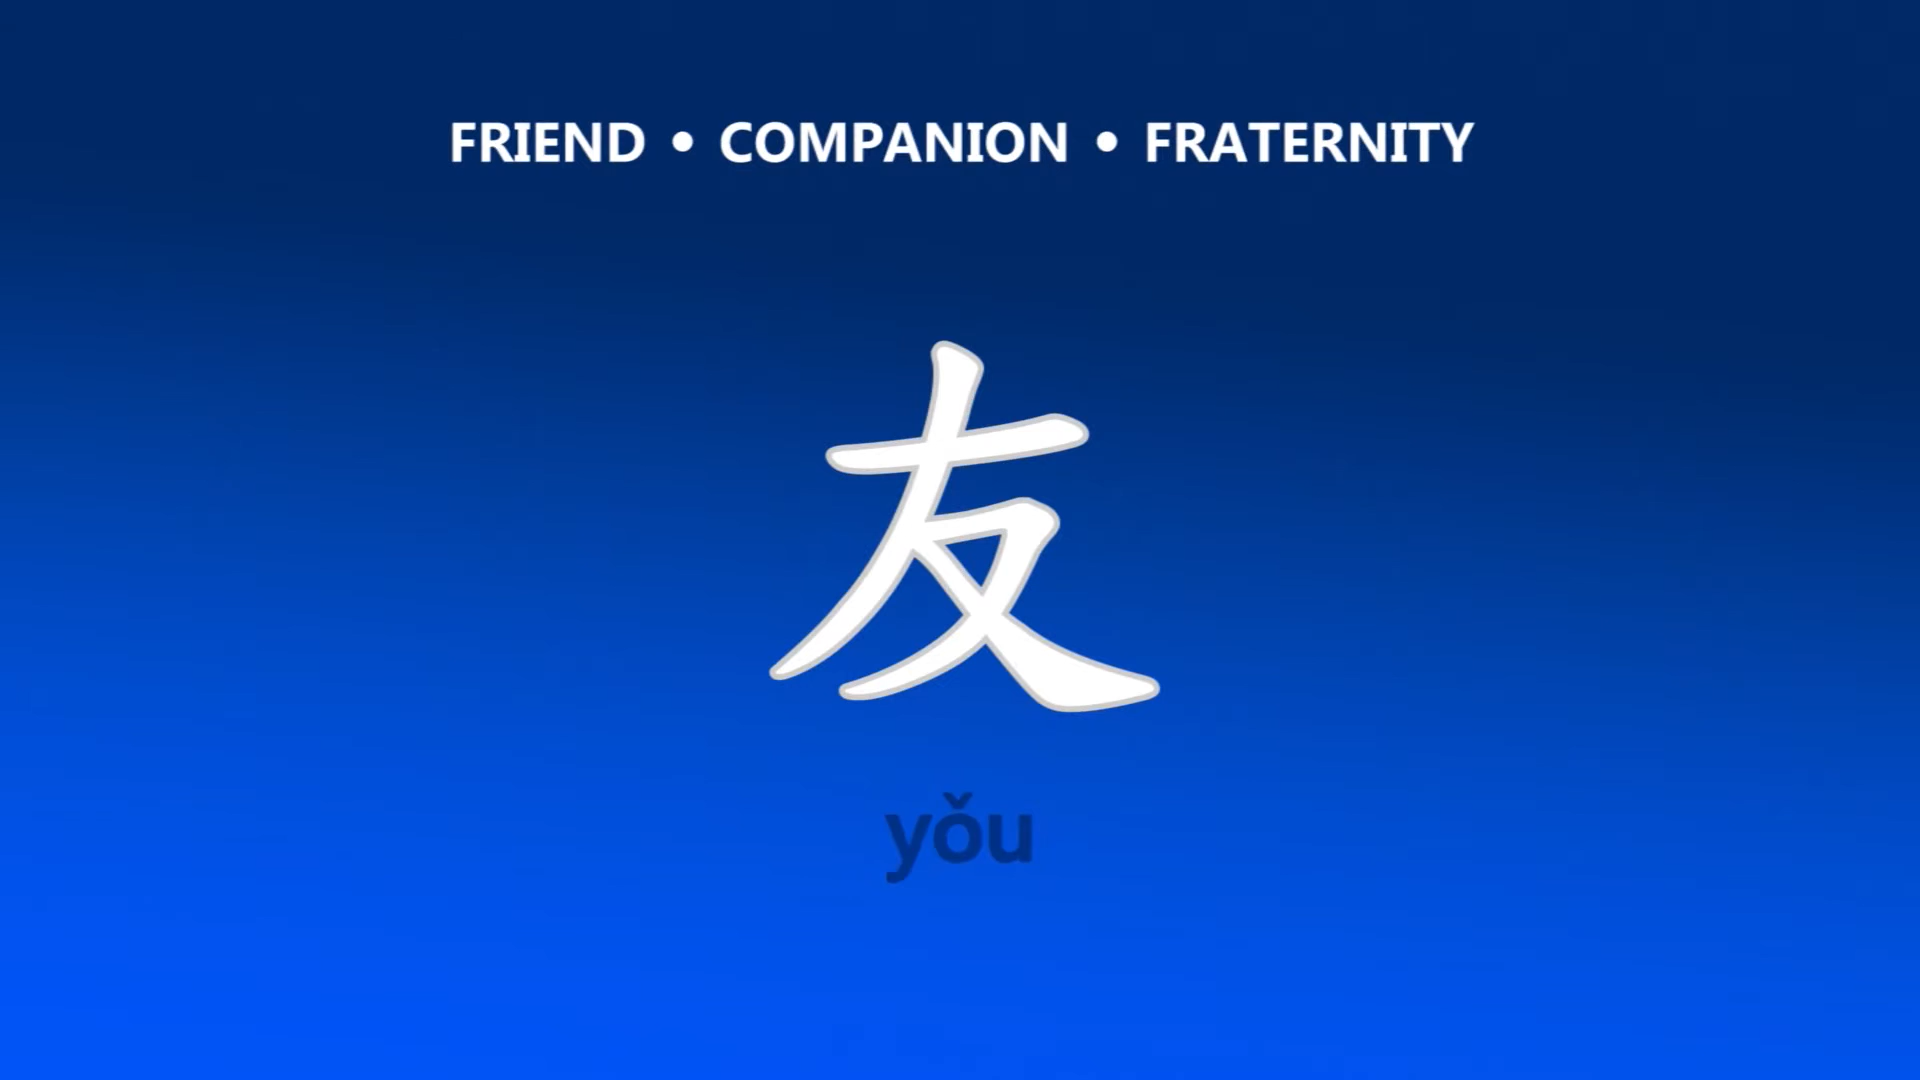 FRIEND • COMPANION • FRATERNITY
友
yǒu